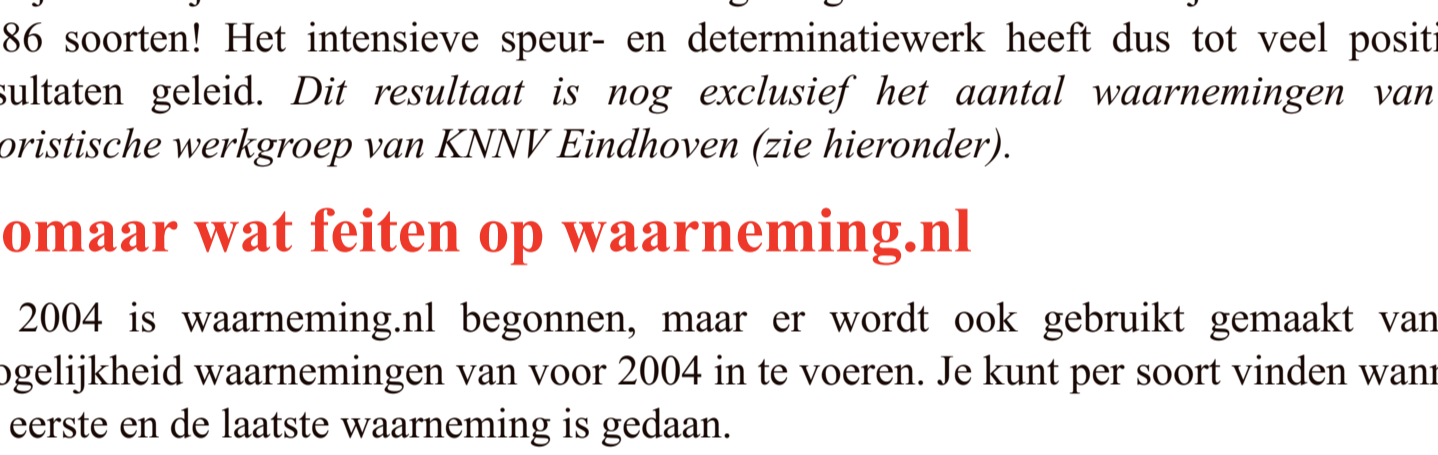 86 soorten! Het intensieve speur- en determinatiewerk heeft dus tot veel positi
sultaten geleid. Dit resultaat is nog exclusief het aantal waarnemingen van
oristische werkgroep van KNNV Eindhoven (zie hieronder).
omaar wat feiten op waarneming.nl
2004 is waarneming.nl begonnen, maar er wordt ook gebruikt gemaakt van
ogelijkheid waarnemingen van voor 2004 in te voeren. Je kunt per soort vinden wann
eerste en de laatste waarneming is gedaan.